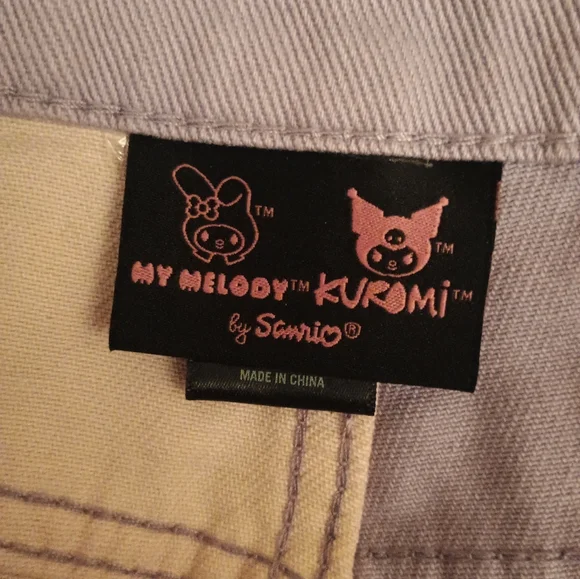 ™ ™
MY MELODY™ KUROMI™
by Sanrio®
MADE IN CHINA